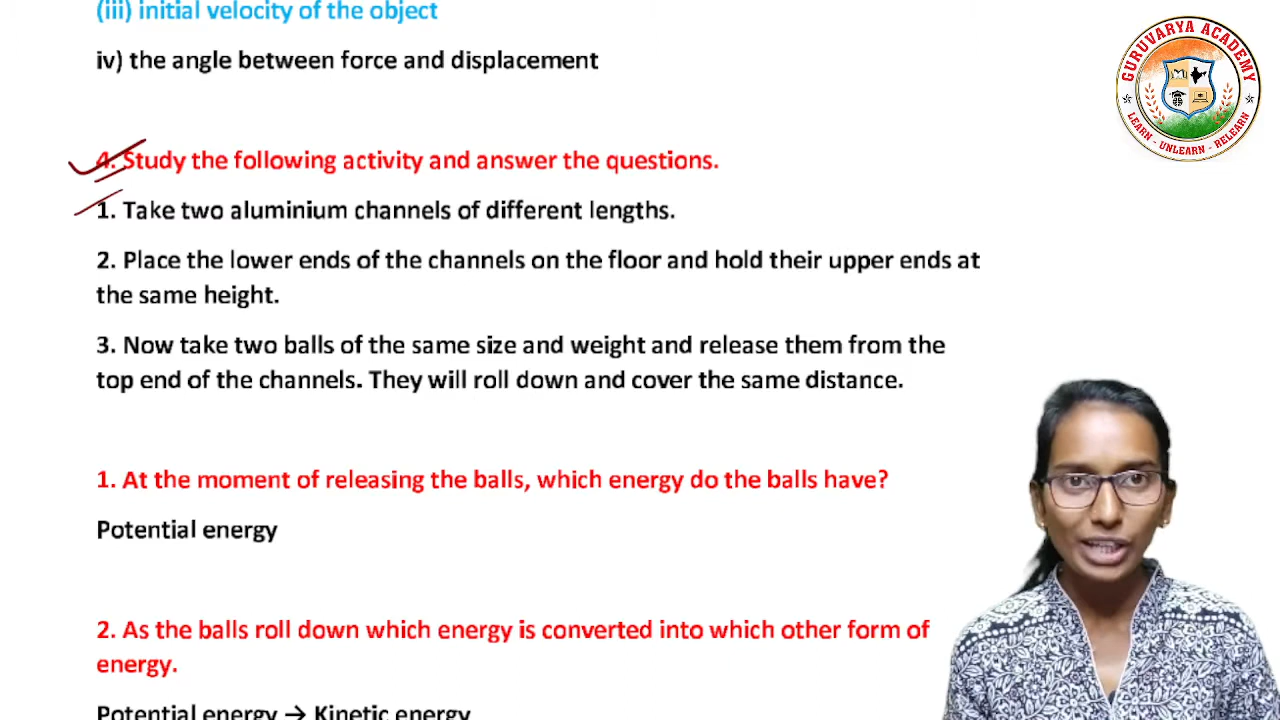 (iii) initial velocity of the object
iv) the angle between force and displacement
4. Study the following activity and answer the questions.
1. Take two aluminium channels of different lengths.
2. Place the lower ends of the channels on the floor and hold their upper ends at
the same height.
3. Now take two balls of the same size and weight and release them from the
top end of the channels. They will roll down and cover the same distance.
1. At the moment of releasing the balls, which energy do the balls have?
Potential energy
2. As the balls roll down which energy is converted into which other form of
energy.
Potential energy → Kinetic energy
GURUVARYA ACADEMY
LEARN - UNLEARN - RELEARN